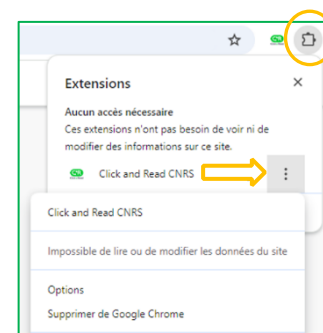 Extensions
Aucun accès nécessaire
Ces extensions n'ont pas besoin de voir ni de
modifier des informations sur ce site.
Click and Read CNRS
Click and Read CNRS
Impossible de lire ou de modifier les données du site
Options
Supprimer de Google Chrome